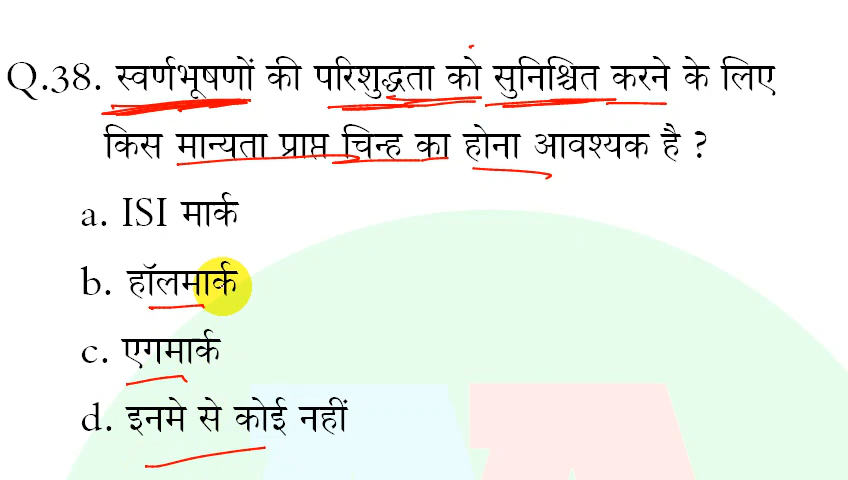 Q.38. स्वर्णभूषणों की परिशुद्धता को सुनिश्चित करने के लिए
किस मान्यता प्राप्त चिन्ह का होना आवश्यक है ?
a. ISI मार्क
b. हॉलमार्क
c. एगमार्क
d. इनमे से कोई नहीं